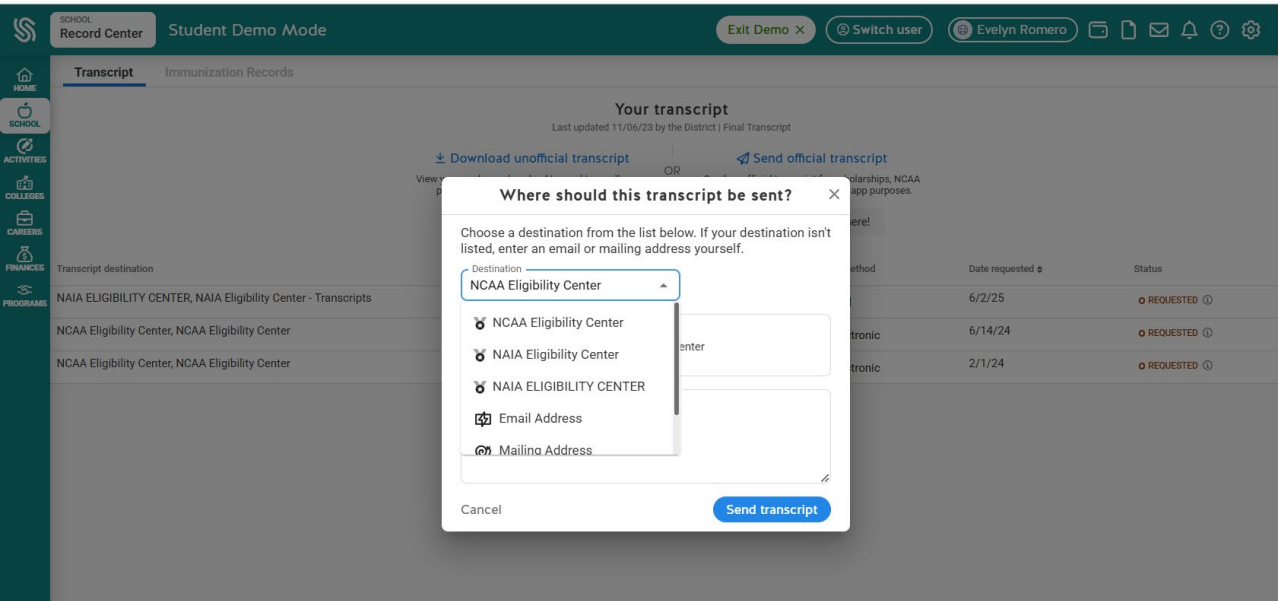 SCHOOL
Record Center
Student Demo Mode
Exit Demo ×
Switch user
Evelyn Romero
HOME
SCHOOL
ACTIVITIES
COLLEGES
CAREERS
FINANCES
PROGRAMS
Transcript
Immunization Records
Your transcript
Last updated 11/06/23 by the District | Final Transcript
Download unofficial transcript
OR
Send official transcript
View
NCAA
app purposes.
Where should this transcript be sent?
Choose a destination from the list below. If your destination isn't
listed, enter an email or mailing address yourself.
Destination
NCAA Eligibility Center
NCAA Eligibility Center
NAIA Eligibility Center
NAIA ELIGIBILITY CENTER
Email Address
Mailing Address
Cancel
Send transcript
Transcript destination
Date requested
Status
NAIA ELIGIBILITY CENTER, NAIA Eligibility Center - Transcripts
6/2/25
REQUESTED
NCAA Eligibility Center, NCAA Eligibility Center
6/14/24
REQUESTED
NCAA Eligibility Center, NCAA Eligibility Center
2/1/24
REQUESTED